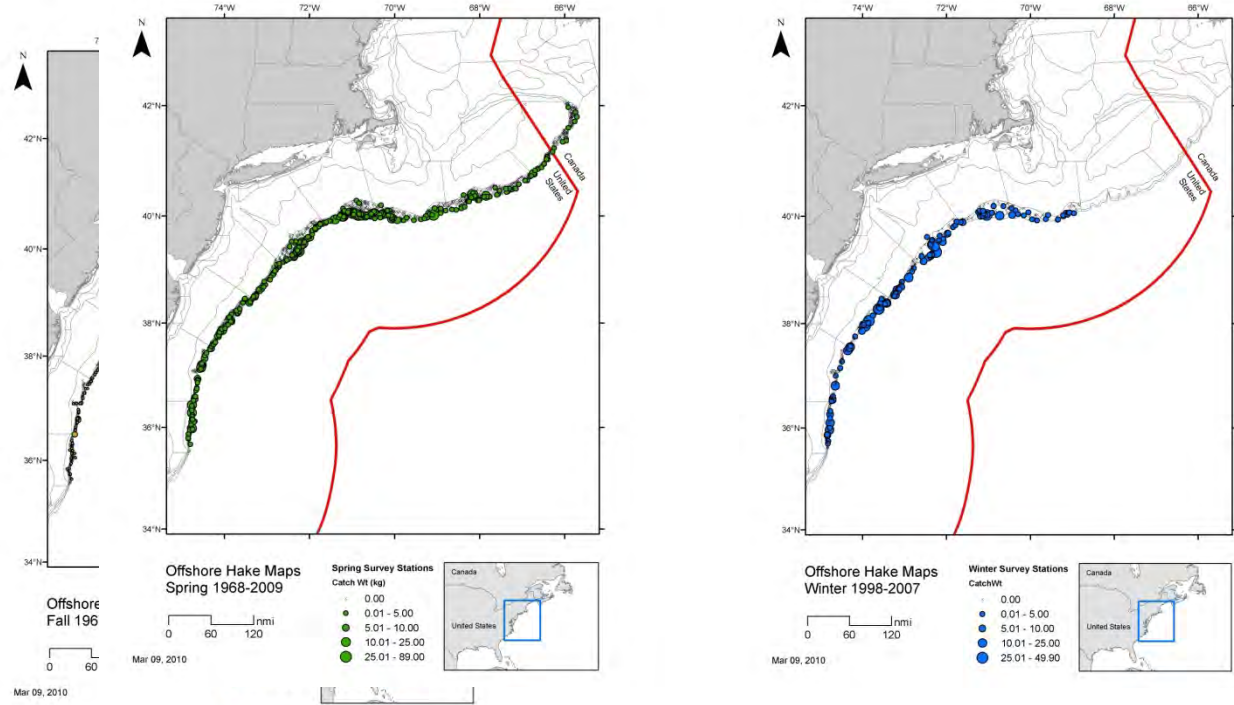 N
42°N
40°N
38°N
36°N
34°N
Offshore
Fall 196
0 60
Mar 09, 2010
N
74°W 72°W 70°W 68°W 66°W
42°N
40°N
38°N
36°N
34°N
Canada
United
States
Offshore Hake Maps
Spring 1968-2009
nmi
0 60 120
Mar 09, 2010
Spring Survey Stations
Catch Wt (kg)
0.00
0.01 - 5.00
5.01 - 10.00
10.01 - 25.00
25.01 - 89.00
Canada
United States
N
74°W 72°W 70°W 68°W 66°W
42°N
40°N
38°N
36°N
34°N
Canada
United
States
Offshore Hake Maps
Winter 1998-2007
nmi
0 60 120
Mar 09, 2010
Winter Survey Stations
CatchWt
0.00
0.01 - 5.00
5.01 - 10.00
10.01 - 25.00
25.01 - 49.90
Canada
United States